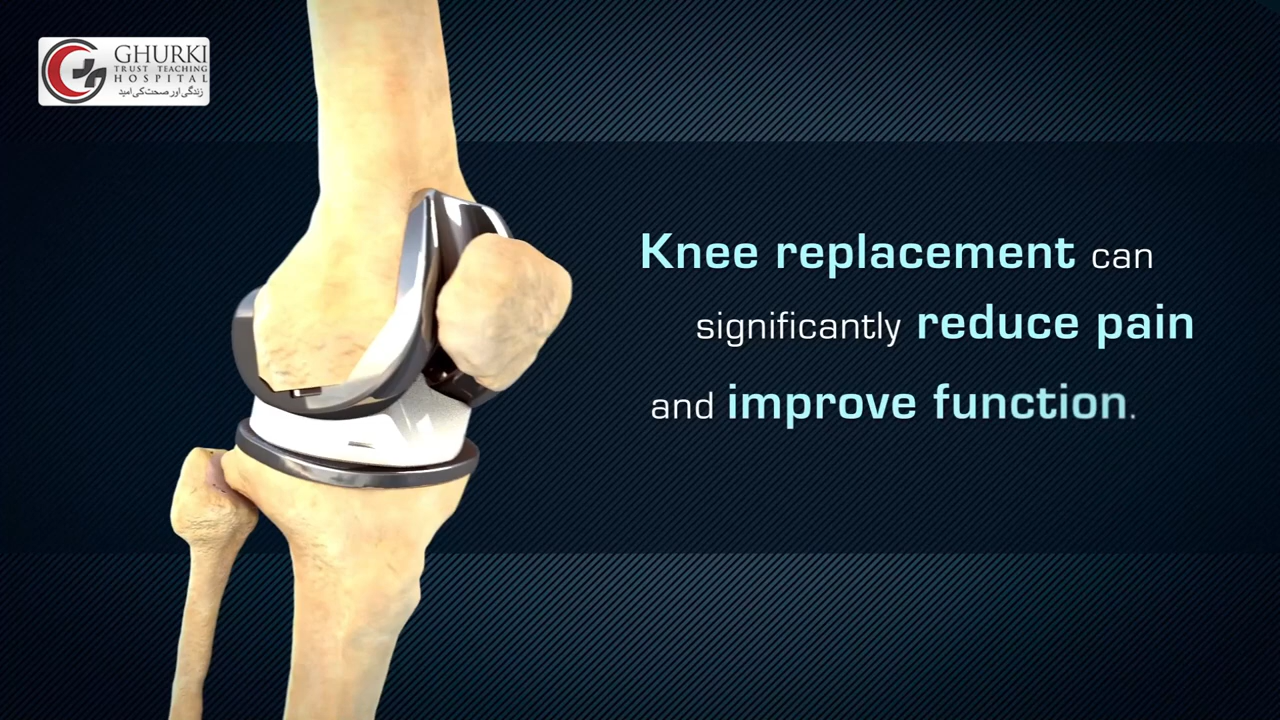 GHURKI
TRUST TEACHING
HOSPITAL
زندگی اور صحت کی امید
Knee replacement can
significantly reduce pain
and improve function.